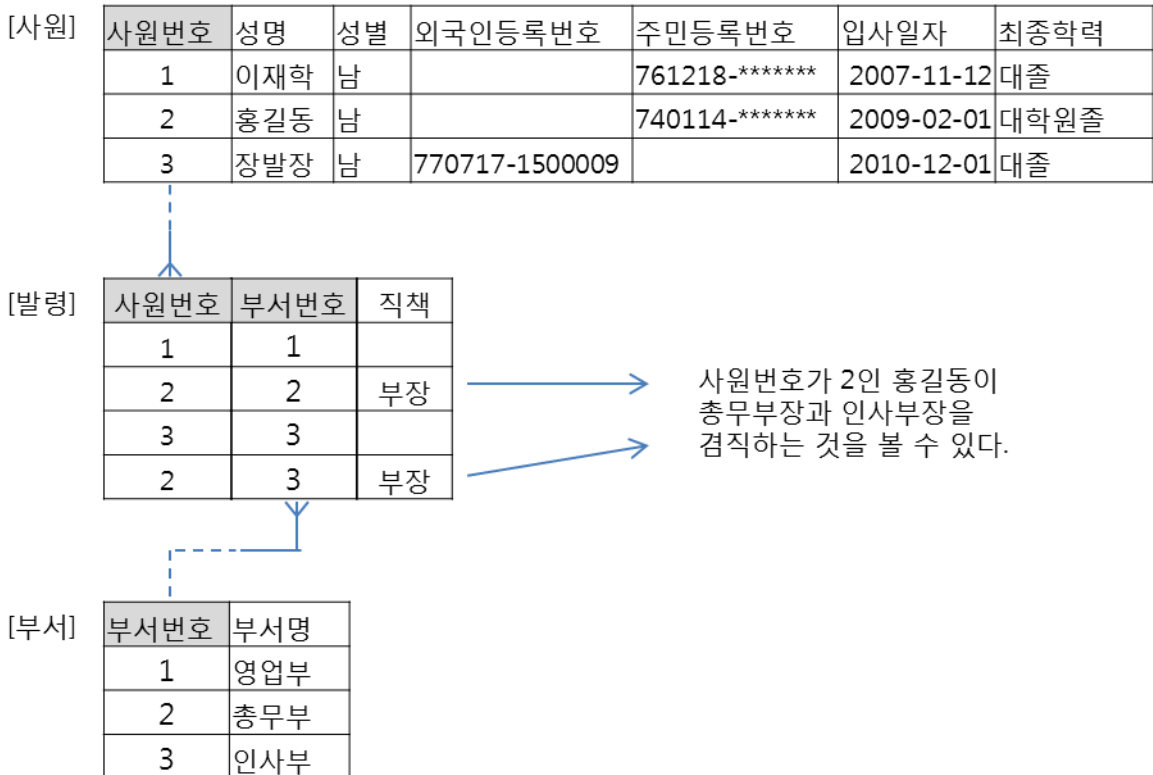 [사원]
사원번호 성명 성별 외국인등록번호 주민등록번호 입사일자 최종학력
1 이재학 남 761218-******* 2007-11-12 대졸
2 홍길동 남 740114-******* 2009-02-01 대학원졸
3 장발장 남 770717-1500009 2010-12-01 대졸
[발령]
사원번호 부서번호 직책
1 1
2 2 부장
3 3
2 3 부장
사원번호가 2인 홍길동이
총무부장과 인사부장을
겸직하는 것을 볼 수 있다.
[부서]
부서번호 부서명
1 영업부
2 총무부
3 인사부